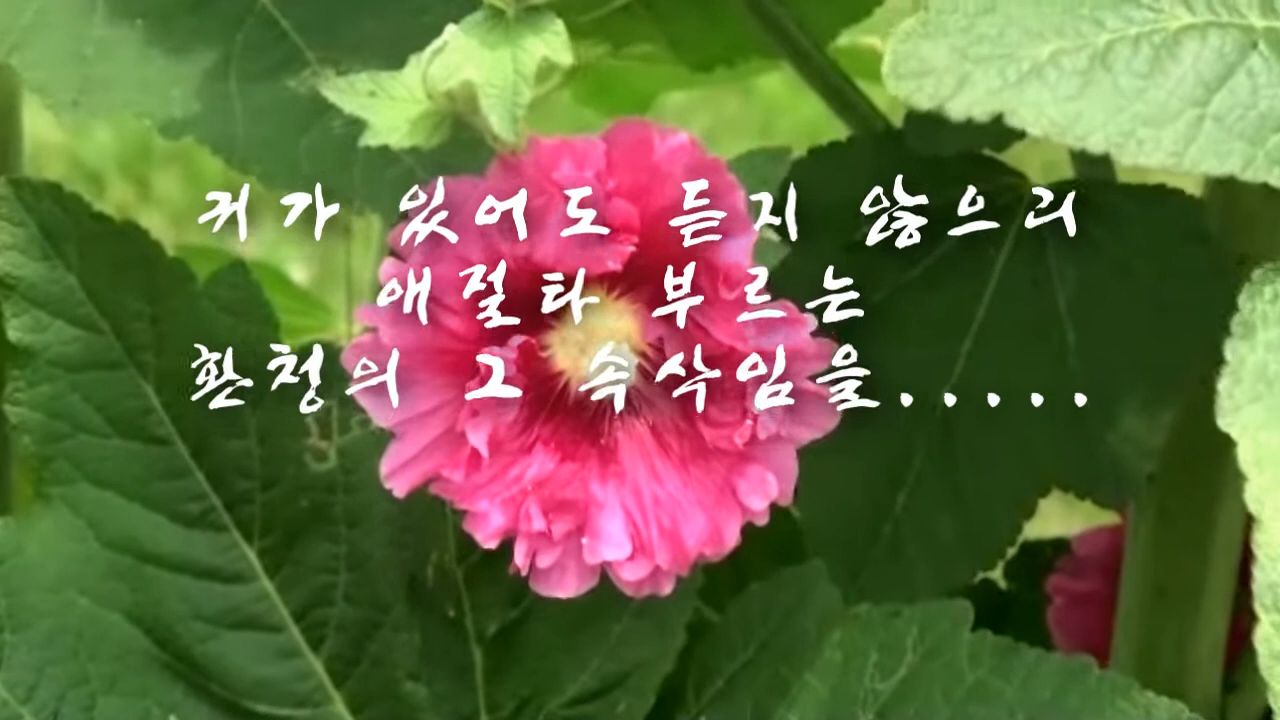 귀가 있어도 듣지 않으리
애절타 부르는
환청의 그 속삭임을.....